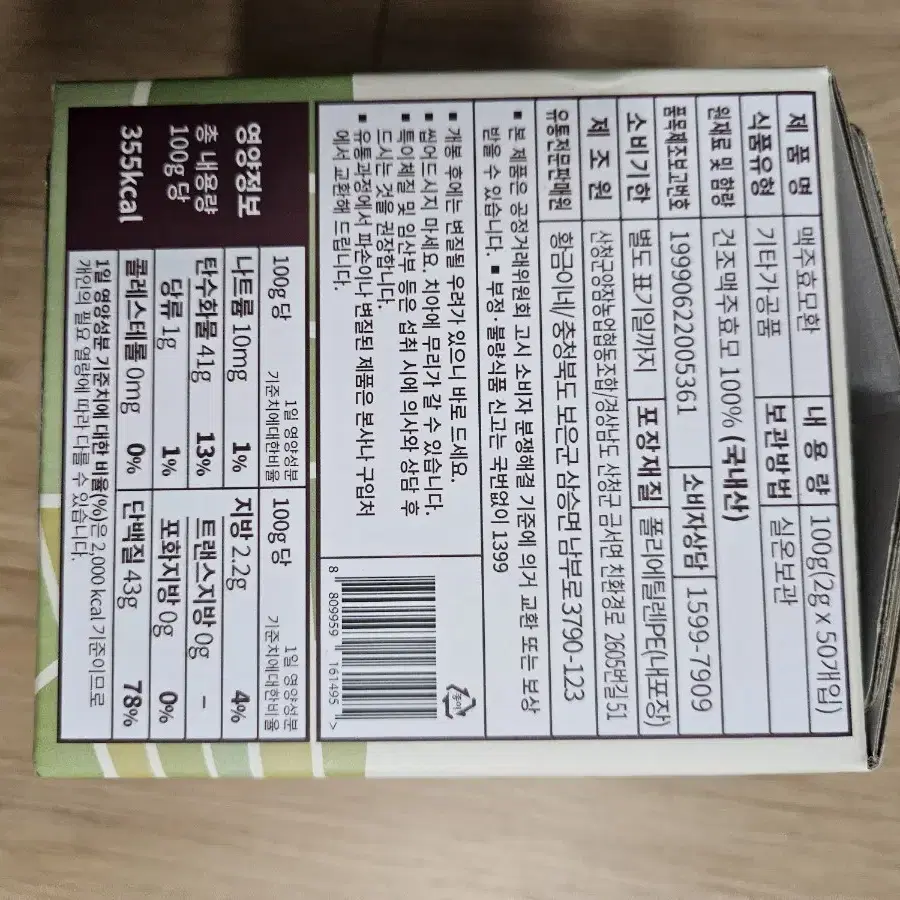 제 품 명 맥주효모환 내 용 량 100g(2g x 50개입)
식품유형 기타가공품 보관방법 실온보관
원재료 및 함량 건조맥주효모 100% (국내산)
품목제조보고번호 19990622005361 소비자상담 1599-7909
소비기한 별도 표기일까지 포장재질 폴리에틸렌PE(내포장)
제 조 원 산청군양잠농업협동조합/경상남도 산청군 금서면 친환경로 2605번길 51
유통전문판매원 황금이네/충청북도 보은군 삼승면 남부로 3790-123
■ 본 제품은 공정거래위원회 고시 소비자 분쟁해결 기준에 의거 교환 또는 보상
받을 수 있습니다. ■ 부정·불량식품 신고는 국번없이 1399
■ 개봉 후에는 변질될 우려가 있으니 바로 드세요.
■ 씹어드시지 마세요. 치아에 무리가 갈 수 있습니다.
■ 특이체질 및 임산부 등은 섭취 시에 의사와 상담 후
드시는 것을 권장합니다.
■ 유통과정에서 파손이나 변질된 제품은 본사나 구입처
에서 교환해 드립니다.
종이
8 809959 161495 >
영양정보
총 내용량
100g 당
355kcal
100g당 1일 영양성분
기준치에대한비율
100g당 1일 영양성분
기준치에대한비율
나트륨 10mg 1% 지방 2.2g 4%
탄수화물 41g 13% 트랜스지방 0g -
당류 1g 1% 포화지방 0g 0%
콜레스테롤 0mg 0% 단백질 43g 78%
1일 영양성분 기준치에 대한 비율(%)은 2,000 kcal 기준이므로
개인의 필요 열량에 따라 다를 수 있습니다.